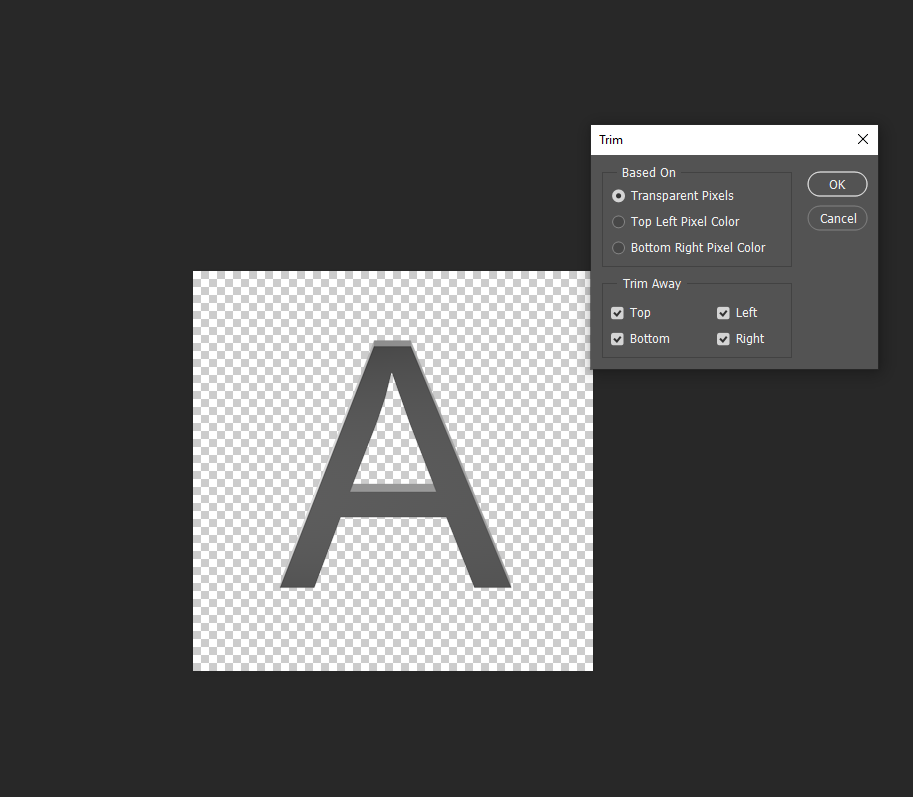 Trim
Based On
Transparent Pixels
Top Left Pixel Color
Bottom Right Pixel Color
OK
Cancel
Trim Away
Top
Left
Bottom
Right
A